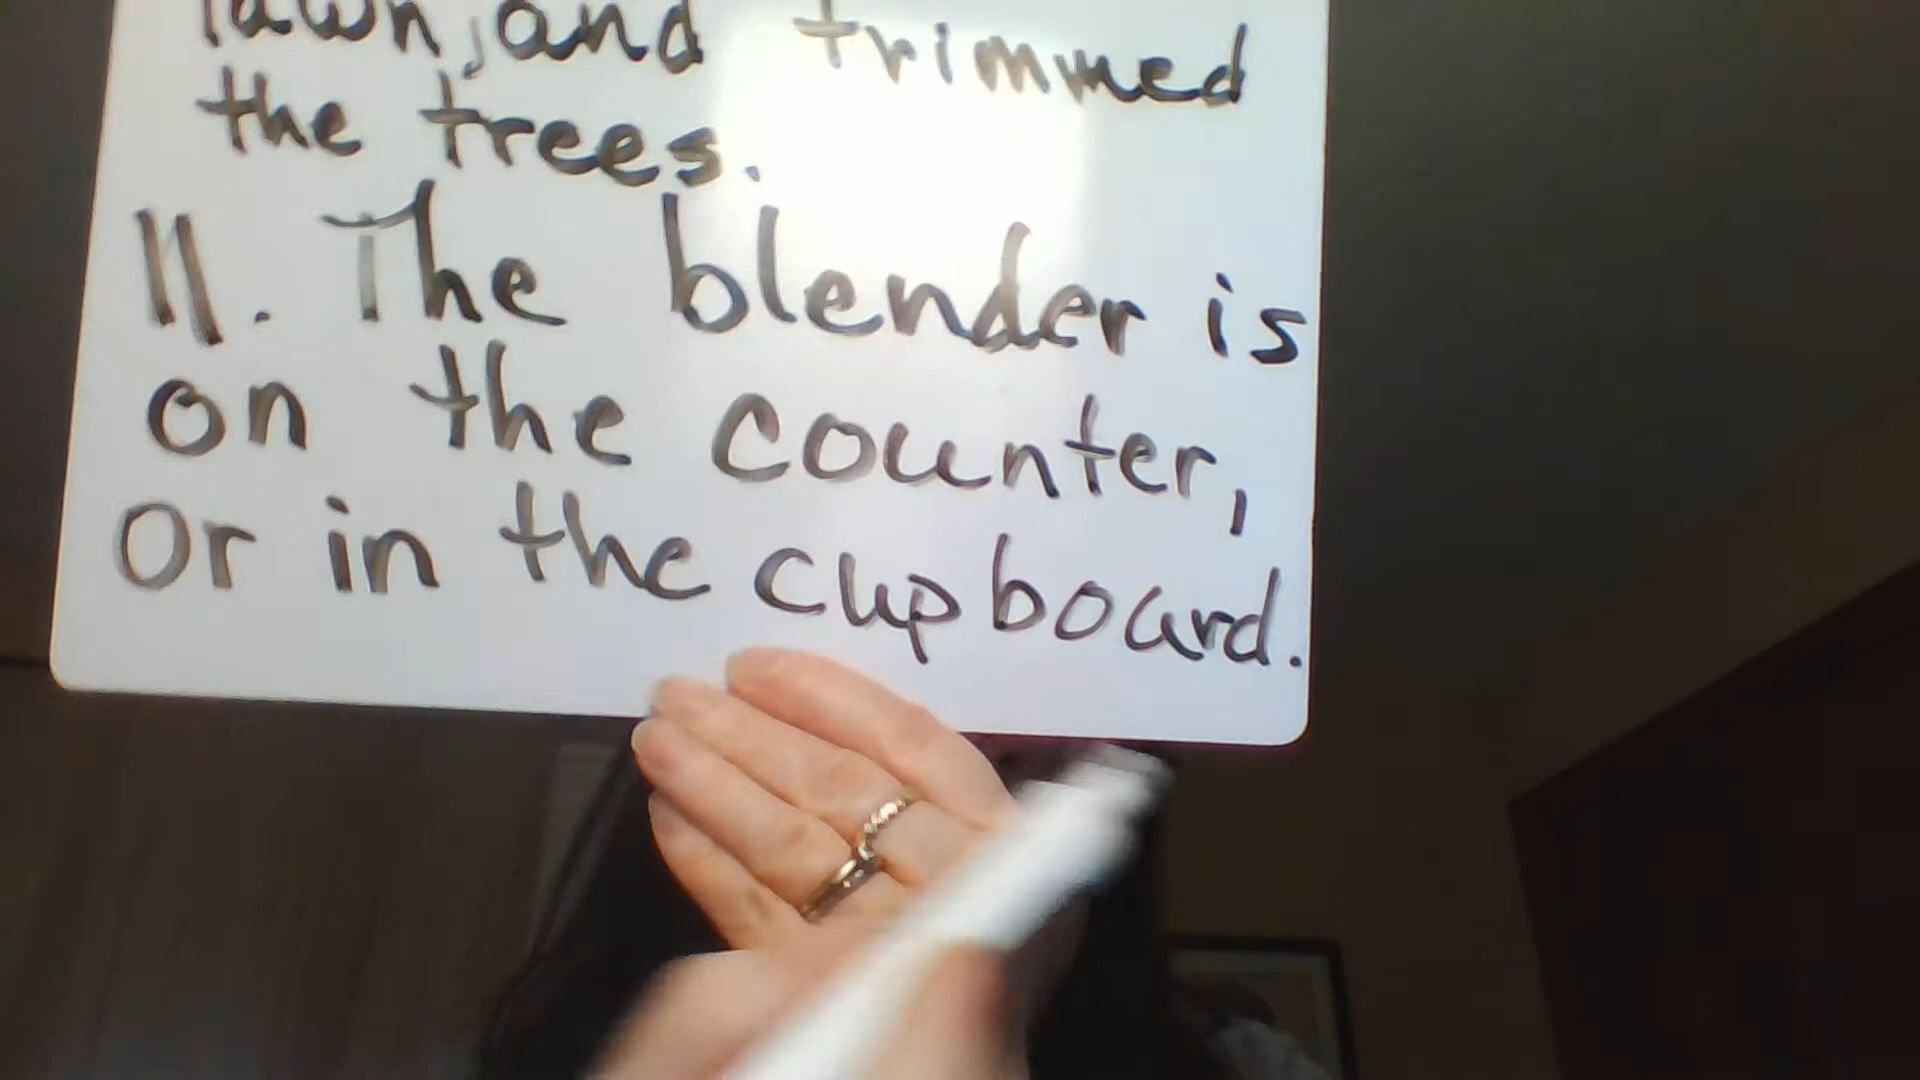 lawn, and trimmed
the trees.
11. The blender is
on the counter,
or in the cupboard.